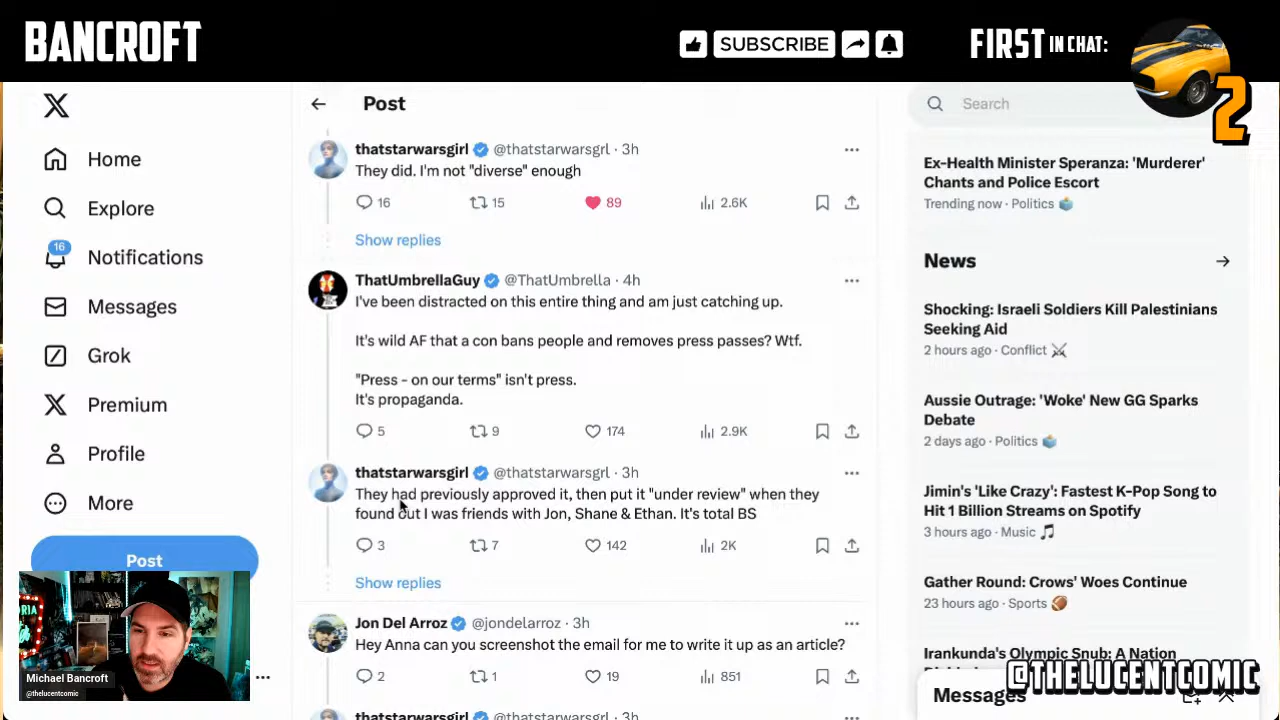 BANCROFT
SUBSCRIBE
FIRST IN CHAT:
2
Home
Explore
16
Notifications
Messages
Grok
Premium
Profile
More
Post
Michael Bancroft
@thelucentcomic
Post
thatstarwarsgirl @thatstarwarsgrl · 3h
They did. I'm not "diverse" enough
16 15 89 2.6K
Show replies
ThatUmbrellaGuy @ThatUmbrella · 4h
I've been distracted on this entire thing and am just catching up.
It's wild AF that a con bans people and removes press passes? Wtf.
"Press - on our terms" isn't press.
It's propaganda.
5 9 174 2.9K
thatstarwarsgirl @thatstarwarsgrl · 3h
They had previously approved it, then put it "under review" when they
found out I was friends with Jon, Shane & Ethan. It's total BS
3 7 142 2K
Show replies
Jon Del Arroz @jondelarroz · 3h
Hey Anna can you screenshot the email for me to write it up as an article?
2 1 19 851
thatstarwarsgirl @thatstarwarsgrl · 3h
Search
Ex-Health Minister Speranza: 'Murderer'
Chants and Police Escort
Trending now · Politics
News
Shocking: Israeli Soldiers Kill Palestinians
Seeking Aid
2 hours ago · Conflict
Aussie Outrage: 'Woke' New GG Sparks
Debate
2 days ago · Politics
Jimin's 'Like Crazy': Fastest K-Pop Song to
Hit 1 Billion Streams on Spotify
3 hours ago · Music
Gather Round: Crows' Woes Continue
23 hours ago · Sports
Irankunda's Olympic Snub: A Nation
@THELUCENTCOMIC
Messages